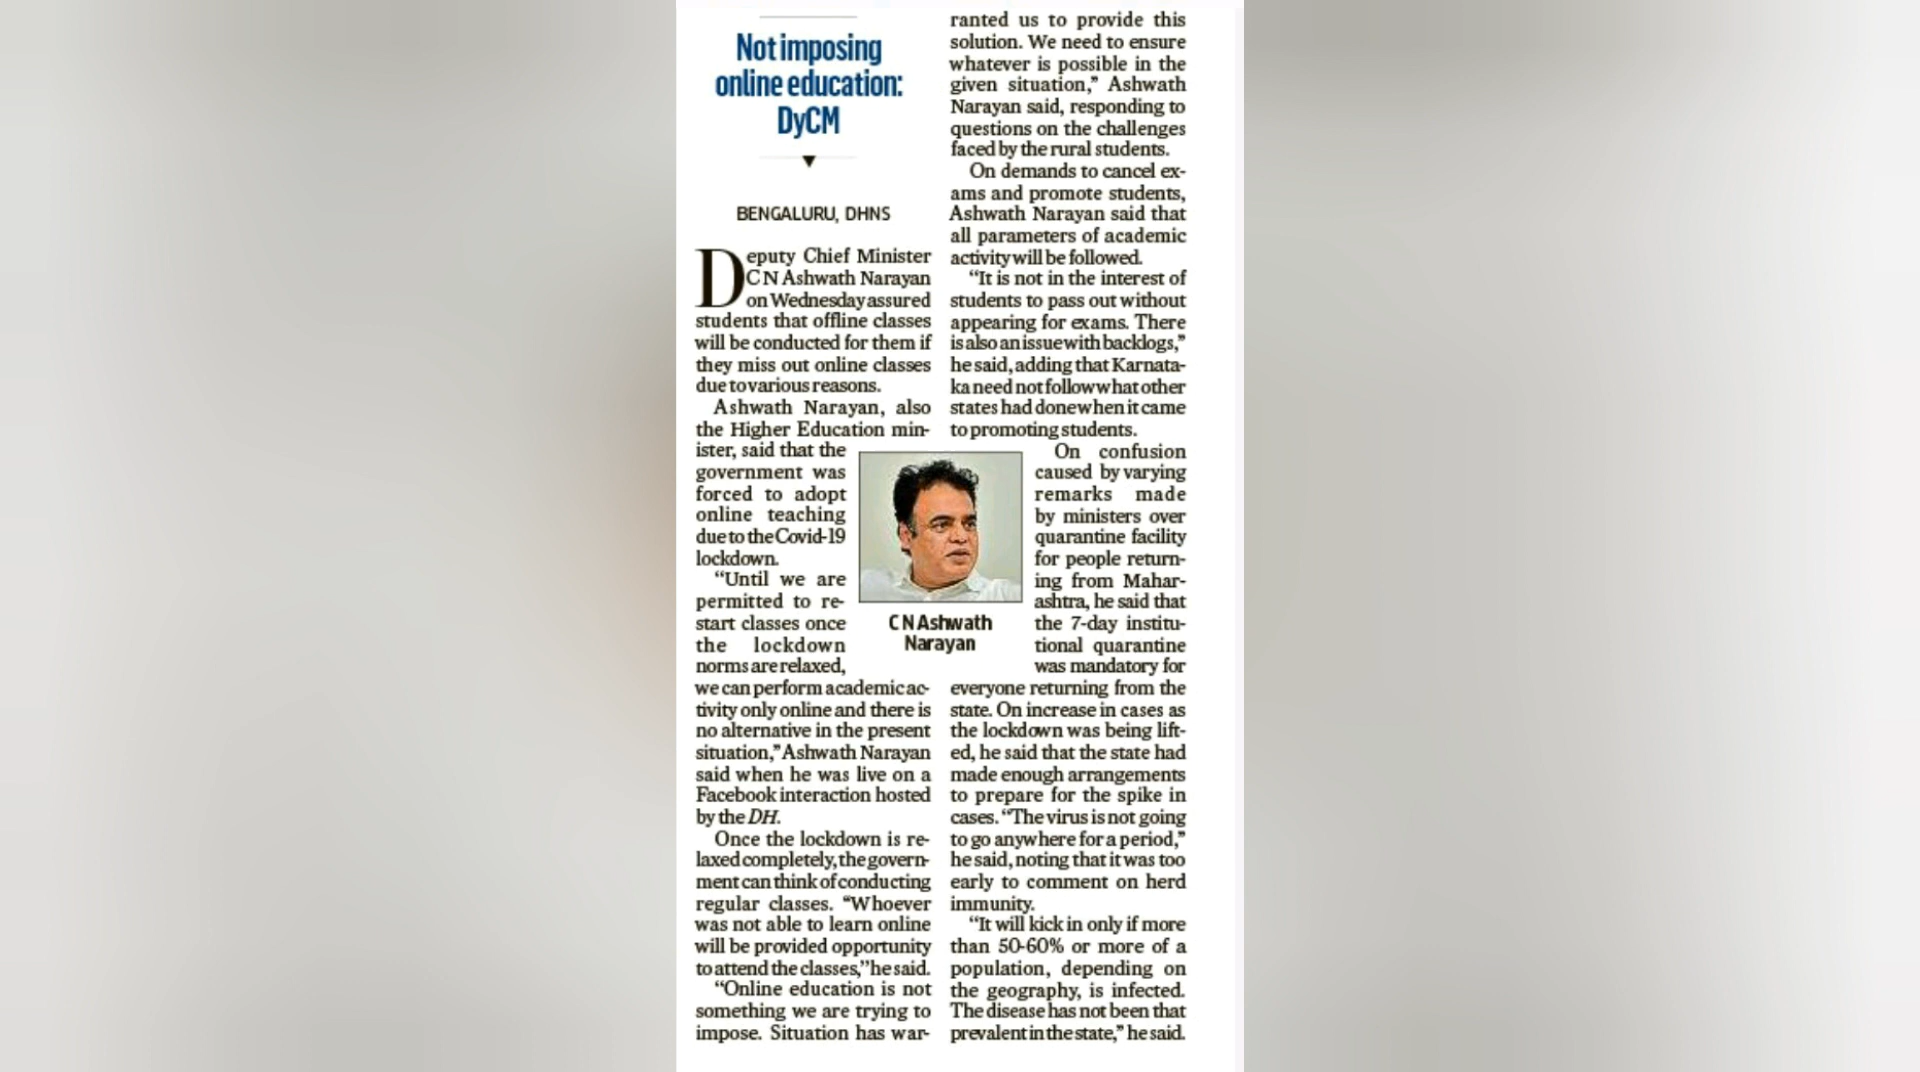 Not imposing
online education:
DyCM
BENGALURU, DHNS
Deputy Chief Minister
C N Ashwath Narayan
on Wednesday assured
students that offline classes
will be conducted for them if
they miss out online classes
due to various reasons.
Ashwath Narayan, also
the Higher Education min-
ister, said that the
government was
forced to adopt
online teaching
due to the Covid-19
lockdown.
“Until we are
permitted to re-
start classes once
the lockdown
norms are relaxed,
we can perform academic ac-
tivity only online and there is
no alternative in the present
situation,” Ashwath Narayan
said when he was live on a
Facebook interaction hosted
by the DH.
Once the lockdown is re-
laxed completely, the govern-
ment can think of conducting
regular classes. “Whoever
was not able to learn online
will be provided opportunity
to attend the classes,” he said.
“Online education is not
something we are trying to
impose. Situation has war-
ranted us to provide this
solution. We need to ensure
whatever is possible in the
given situation,” Ashwath
Narayan said, responding to
questions on the challenges
faced by the rural students.
On demands to cancel ex-
ams and promote students,
Ashwath Narayan said that
all parameters of academic
activity will be followed.
“It is not in the interest of
students to pass out without
appearing for exams. There
is also an issue with backlogs,”
he said, adding that Karnata-
ka need not follow what other
states had done when it came
to promoting students.
C N Ashwath
Narayan
On confusion
caused by varying
remarks made
by ministers over
quarantine facility
for people return-
ing from Mahar-
ashtra, he said that
the 7-day institu-
tional quarantine
was mandatory for
everyone returning from the
state. On increase in cases as
the lockdown was being lift-
ed, he said that the state had
made enough arrangements
to prepare for the spike in
cases. “The virus is not going
to go anywhere for a period,”
he said, noting that it was too
early to comment on herd
immunity.
“It will kick in only if more
than 50-60% or more of a
population, depending on
the geography, is infected.
The disease has not been that
prevalent in the state,” he said.